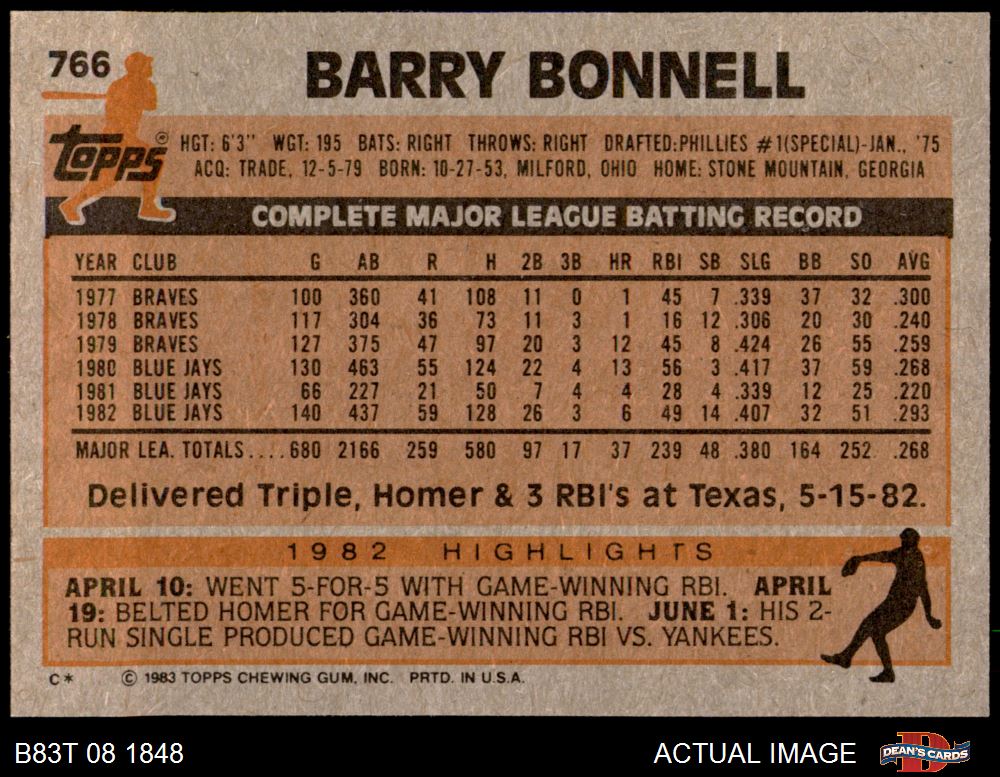 766
BARRY BONNELL
topps®
HGT: 6'3" WGT: 195 BATS: RIGHT THROWS: RIGHT DRAFTED:PHILLIES #1(SPECIAL)-JAN., '75
ACQ: TRADE, 12-5-79 BORN: 10-27-53, MILFORD, OHIO HOME: STONE MOUNTAIN, GEORGIA
COMPLETE MAJOR LEAGUE BATTING RECORD
YEAR CLUB G AB R H 2B 3B HR RBI SB SLG BB SO AVG
1977 BRAVES 100 360 41 108 11 0 1 45 7 .339 37 32 .300
1978 BRAVES 117 304 36 73 11 3 1 16 12 .306 20 30 .240
1979 BRAVES 127 375 47 97 20 3 12 45 8 .424 26 55 .259
1980 BLUE JAYS 130 463 55 124 22 4 13 56 3 .417 37 59 .268
1981 BLUE JAYS 66 227 21 50 7 4 4 28 4 .339 12 25 .220
1982 BLUE JAYS 140 437 59 128 26 3 6 49 14 .407 32 51 .293
MAJOR LEA. TOTALS....680 2166 259 580 97 17 37 239 48 .380 164 252 .268
Delivered Triple, Homer & 3 RBI's at Texas, 5-15-82.
1982 HIGHLIGHTS
APRIL 10: WENT 5-FOR-5 WITH GAME-WINNING RBI. APRIL
19: BELTED HOMER FOR GAME-WINNING RBI. JUNE 1: HIS 2-
RUN SINGLE PRODUCED GAME-WINNING RBI VS. YANKEES.
C* © 1983 TOPPS CHEWING GUM, INC. PRTD. IN U.S.A.
B83T 08 1848 ACTUAL IMAGE D DEAN'S CARDS